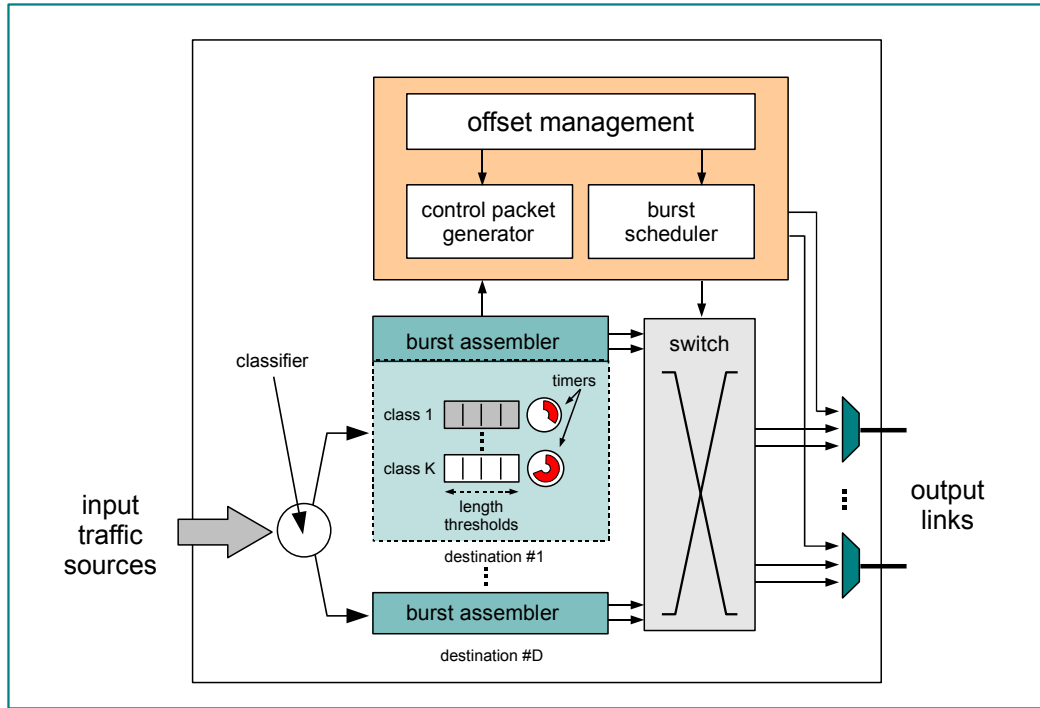 offset management
control packet
generator
burst
scheduler
burst assembler
switch
classifier
timers
class 1
class K
length
thresholds
input
traffic
sources
output
links
destination #1
burst assembler
destination #D